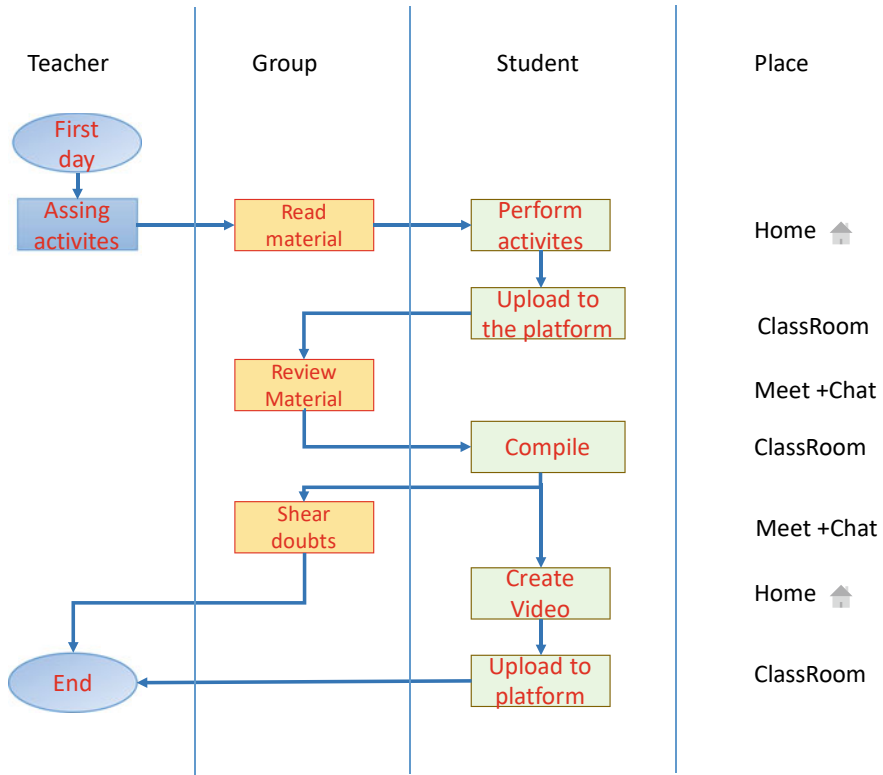 Teacher
Group
Student
Place
First
day
Assing
activites
Read
material
Perform
activites
Home
Upload to
the platform
ClassRoom
Review
Material
Meet +Chat
Compile
ClassRoom
Shear
doubts
Meet +Chat
Create
Video
Home
End
Upload to
platform
ClassRoom